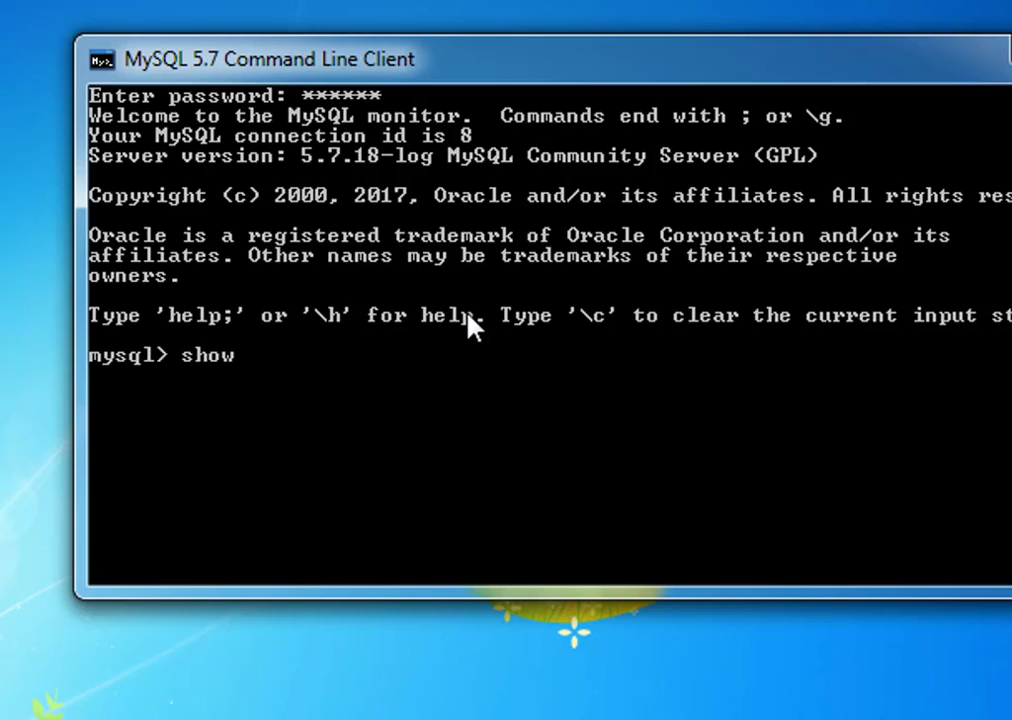 MySQL 5.7 Command Line Client
Enter password: ******
Welcome to the MySQL monitor.  Commands end with ; or \g.
Your MySQL connection id is 8
Server version: 5.7.18-log MySQL Community Server (GPL)
Copyright (c) 2000, 2017, Oracle and/or its affiliates. All rights res
Oracle is a registered trademark of Oracle Corporation and/or its
affiliates. Other names may be trademarks of their respective
owners.
Type 'help;' or '\h' for help. Type '\c' to clear the current input st
mysql> show